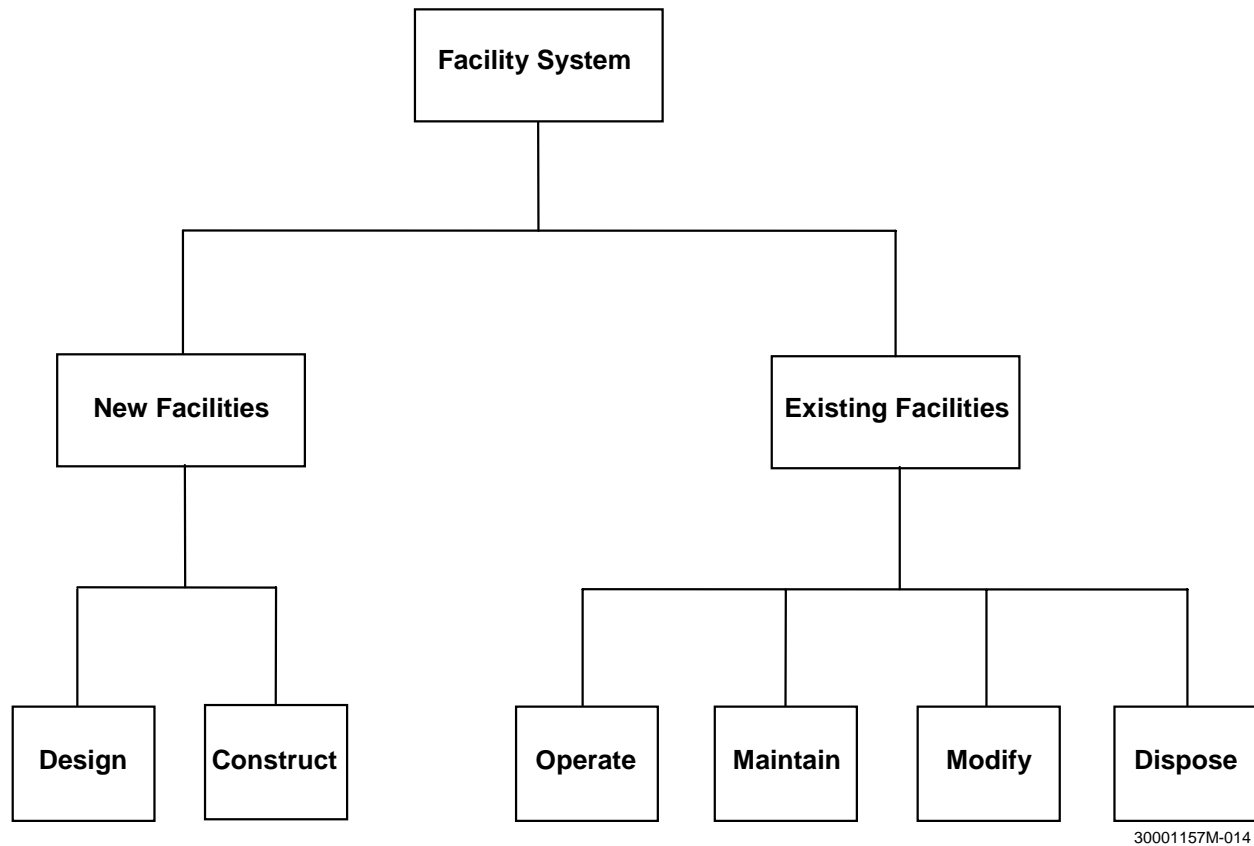 Facility System
New Facilities
Existing Facilities
Design
Construct
Operate
Maintain
Modify
Dispose
30001157M-014